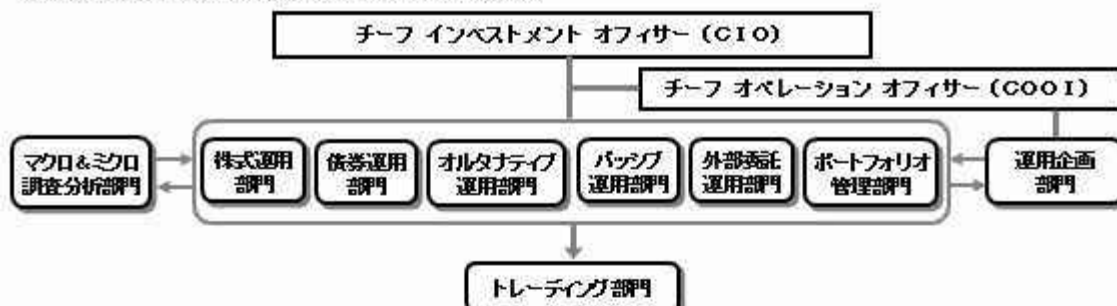 チーフ インベストメント オフィサー (CIO)
チーフ オペレーション オフィサー (COOI)
マクロ&ミクロ
調査分析部門
株式運用
部門
債券運用
部門
オルタナティブ
運用部門
パッシブ
運用部門
外部委託
運用部門
ポートフォリオ
管理部門
運用企画
部門
トレーディング部門